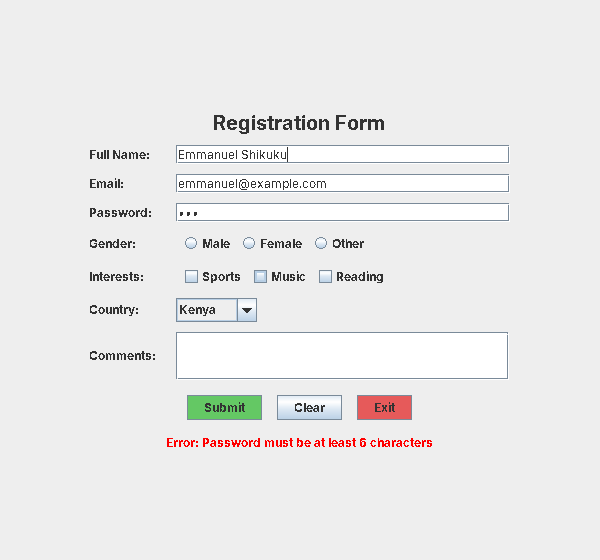 Registration Form
Full Name: Emmanuel Shikuku
Email: emmanuel@example.com
Password: •••
Gender: Male Female Other
Interests: Sports Music Reading
Country: Kenya
Comments:
Submit Clear Exit
Error: Password must be at least 6 characters